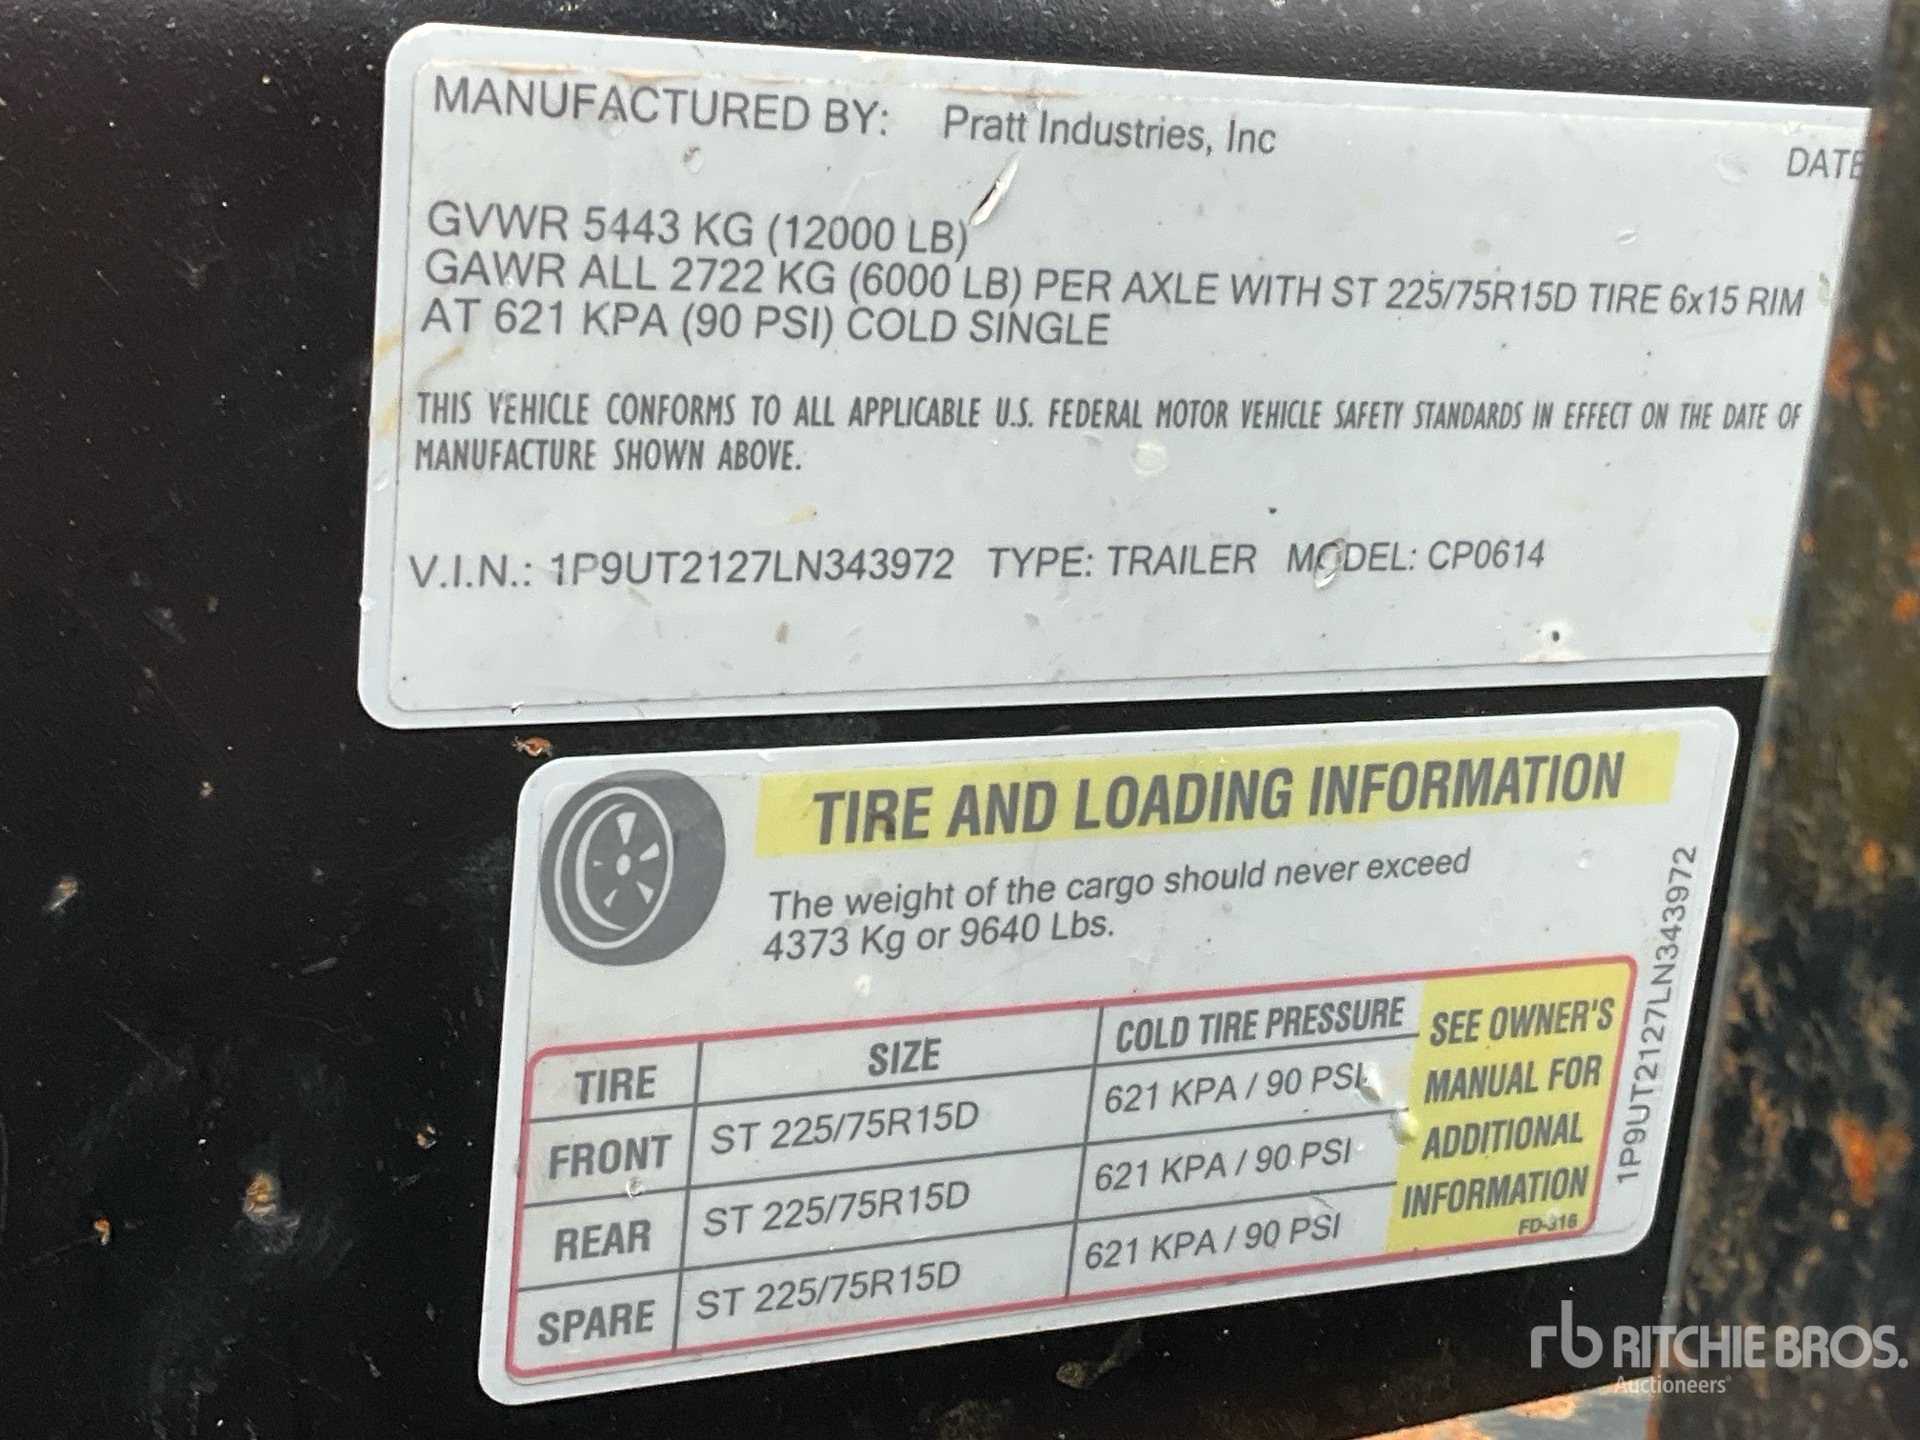 MANUFACTURED BY: Pratt Industries, Inc
DATE
GVWR 5443 KG (12000 LB)
GAWR ALL 2722 KG (6000 LB) PER AXLE WITH ST 225/75R15D TIRE 6x15 RIM
AT 621 KPA (90 PSI) COLD SINGLE
THIS VEHICLE CONFORMS TO ALL APPLICABLE U.S. FEDERAL MOTOR VEHICLE SAFETY STANDARDS IN EFFECT ON THE DATE OF
MANUFACTURE SHOWN ABOVE.
V.I.N.: 1P9UT2127LN343972 TYPE: TRAILER MODEL: CP0614
TIRE AND LOADING INFORMATION
The weight of the cargo should never exceed
4373 Kg or 9640 Lbs.
TIRE SIZE COLD TIRE PRESSURE
FRONT ST 225/75R15D 621 KPA / 90 PSI
REAR ST 225/75R15D 621 KPA / 90 PSI
SPARE ST 225/75R15D 621 KPA / 90 PSI
SEE OWNER'S
MANUAL FOR
ADDITIONAL
INFORMATION
FD-316
1P9UT2127LN343972
rb RITCHIE BROS.
Auctioneers